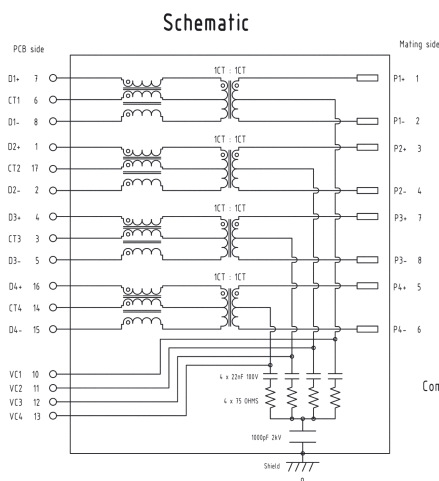 Schematic
PCB side
Mating side
D1+ 7
1CT : 1CT
P1+ 1
CT1 6
D1- 8
P1- 2
D2+ 1
1CT : 1CT
P2+ 3
CT2 17
D2- 2
P2- 4
D3+ 4
1CT : 1CT
P3+ 7
CT3 3
D3- 5
P3- 8
D4+ 16
1CT : 1CT
P4+ 5
CT4 14
D4- 15
P4- 6
VC1 10
VC2 11
VC3 12
VC4 13
4 x 22nF 100V
4 x 75 OHMS
Com
1000pF 2kV
Shield